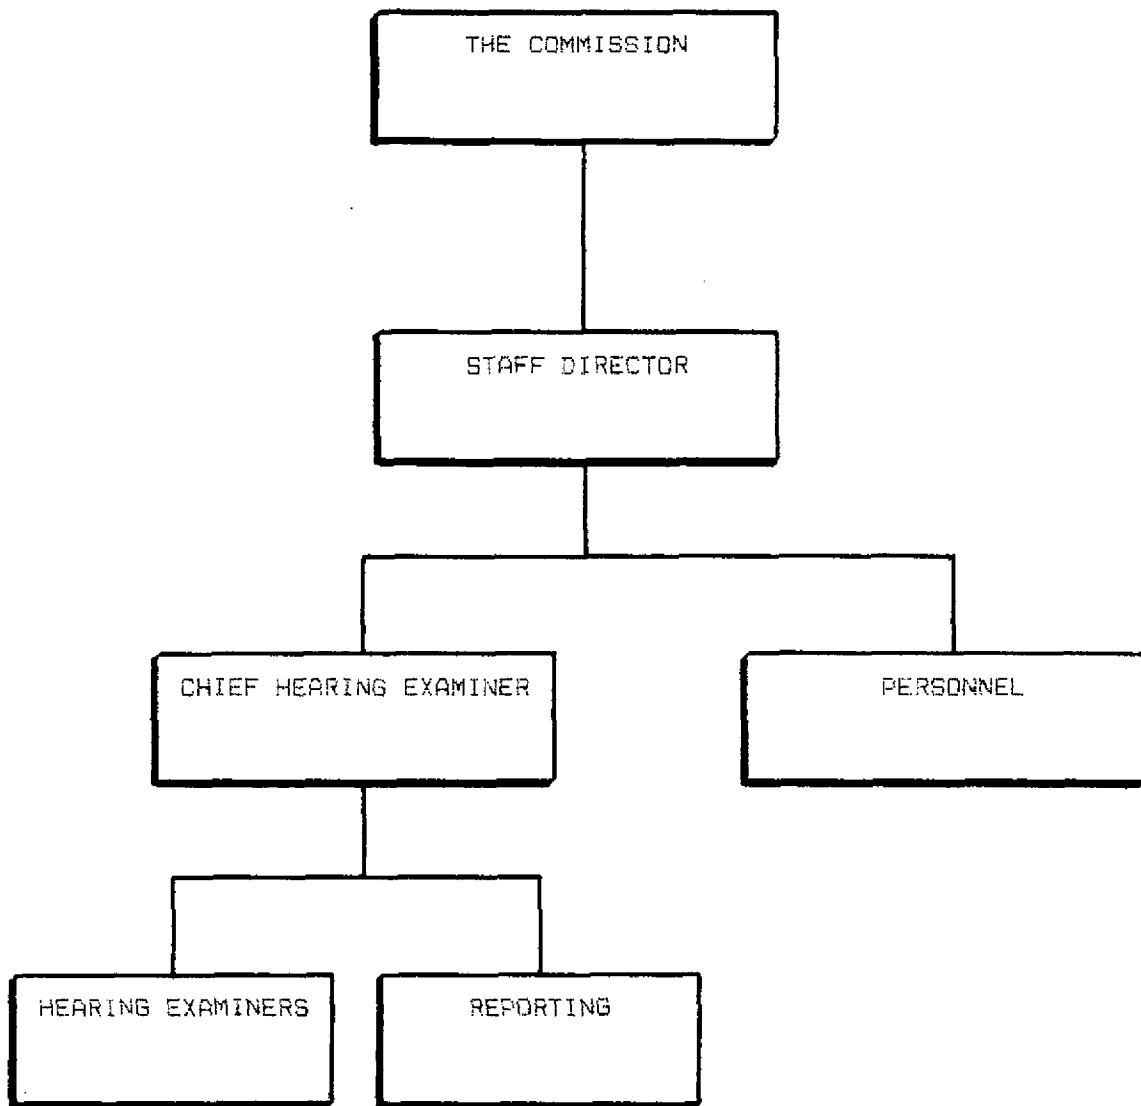 THE COMMISSION
STAFF DIRECTOR
CHIEF HEARING EXAMINER
PERSONNEL
HEARING EXAMINERS
REPORTING